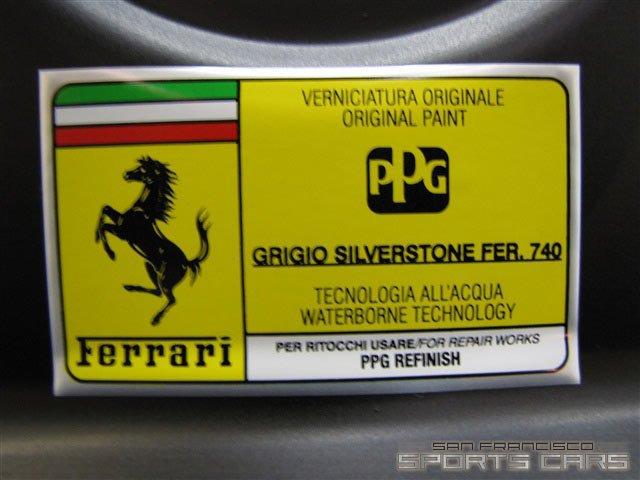 VERNICIATURA ORIGINALE
ORIGINAL PAINT
PPG
GRIGIO SILVERSTONE FER. 740
TECNOLOGIA ALL'ACQUA
WATERBORNE TECHNOLOGY
Ferrari
PER RITOCCHI USARE/FOR REPAIR WORKS
PPG REFINISH
SAN FRANCISCO
SPORTS CARS